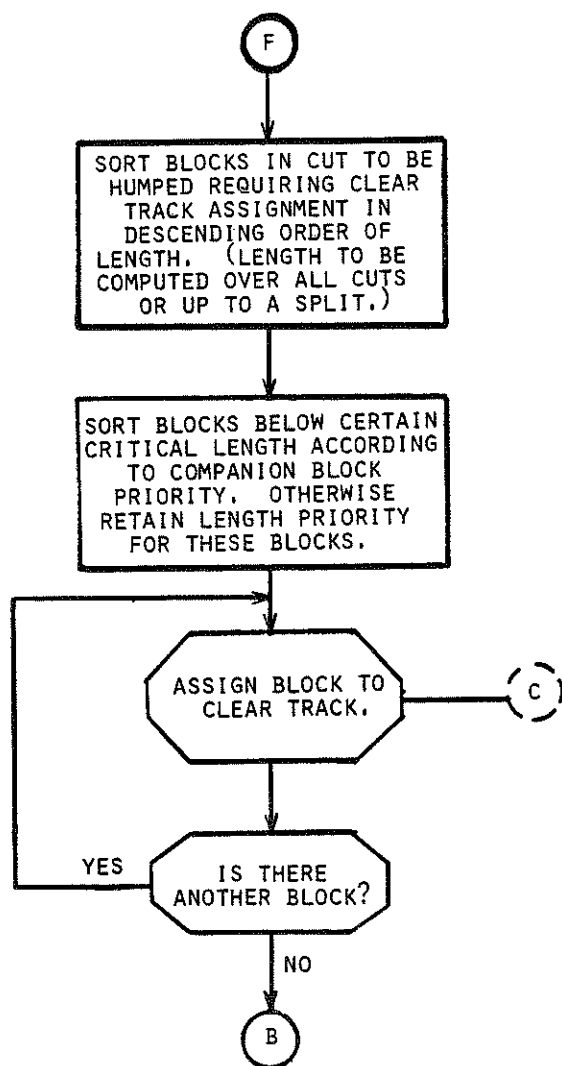 F
SORT BLOCKS IN CUT TO BE
HUMPED REQUIRING CLEAR
TRACK ASSIGNMENT IN
DESCENDING ORDER OF
LENGTH. (LENGTH TO BE
COMPUTED OVER ALL CUTS
OR UP TO A SPLIT.)
SORT BLOCKS BELOW CERTAIN
CRITICAL LENGTH ACCORDING
TO COMPANION BLOCK
PRIORITY. OTHERWISE
RETAIN LENGTH PRIORITY
FOR THESE BLOCKS.
ASSIGN BLOCK TO
CLEAR TRACK.
C
YES
IS THERE
ANOTHER BLOCK?
NO
B